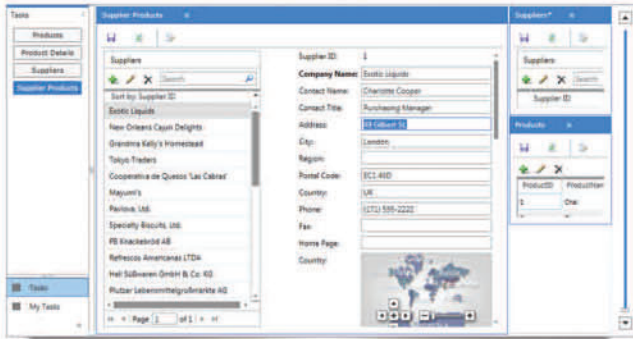 Tasks
Products
Product Details
Suppliers
Supplier Products
Tasks
My Tasks
Supplier Products
Suppliers
Search
Sort by: Supplier ID
Exotic Liquids
New Orleans Cajun Delights
Grandma Kelly's Homestead
Tokyo Traders
Cooperativa de Quesos 'Las Cabras'
Mayumi's
Pavlova, Ltd.
Specialty Biscuits, Ltd.
PB Knäckebröd AB
Refrescos Americanas LTDA
Heli Süßwaren GmbH & Co. KG
Plutzer Lebensmittelgroßmärkte AG
Page 1 of 1
Supplier ID: 1
Company Name: Exotic Liquids
Contact Name: Charlotte Cooper
Contact Title: Purchasing Manager
Address: 49 Gilbert St.
City: London
Region:
Postal Code: EC1 4SD
Country: UK
Phone: (171) 555-2222
Fax:
Home Page:
Country:
Suppliers*
Suppliers
Search
Supplier ID
Products
ProductID ProductNam
1 Chai